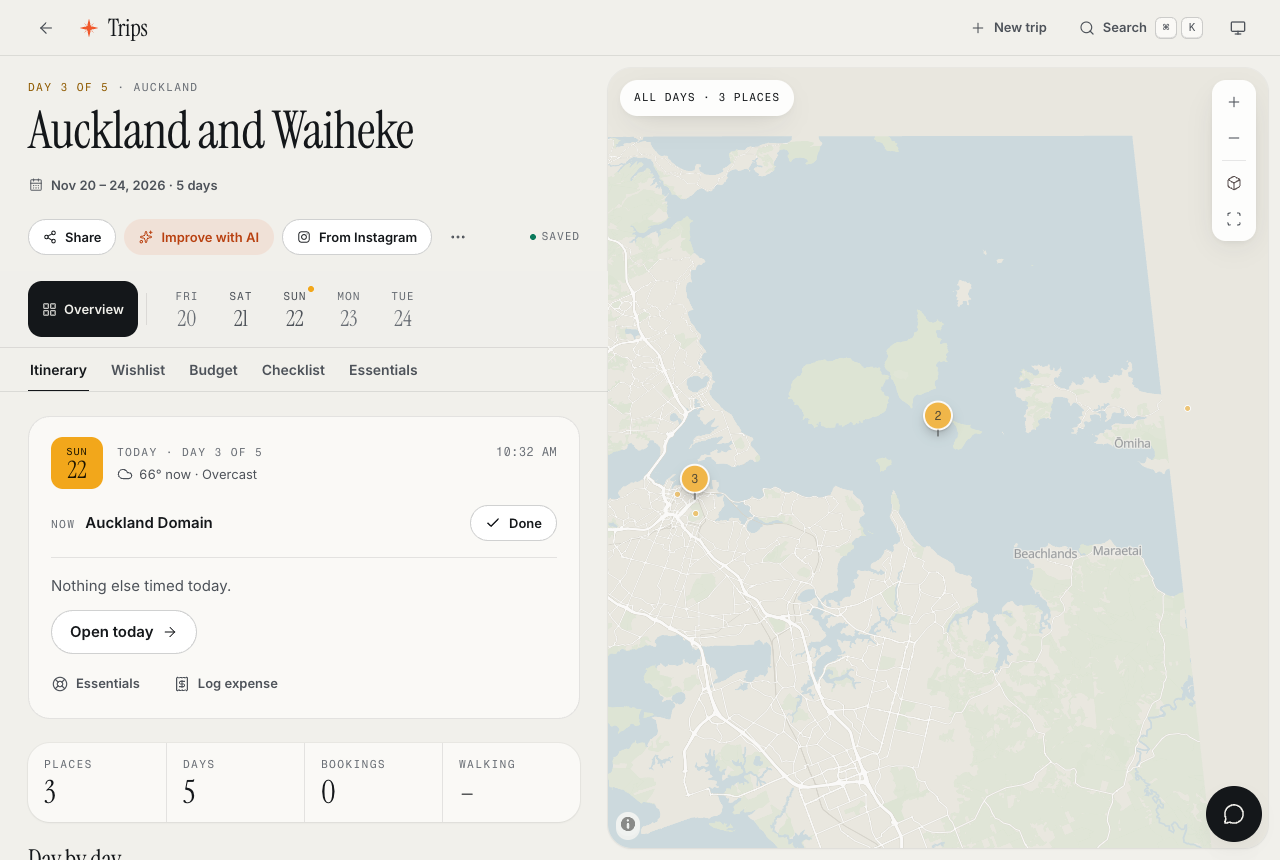 Trips
New trip
Search ⌘ K
DAY 3 OF 5 · AUCKLAND
Auckland and Waiheke
Nov 20 – 24, 2026 · 5 days
Share
Improve with AI
From Instagram
SAVED
Overview
FRI 20
SAT 21
SUN 22
MON 23
TUE 24
Itinerary
Wishlist
Budget
Checklist
Essentials
SUN 22
TODAY · DAY 3 OF 5
10:32 AM
66° now · Overcast
NOW Auckland Domain
Done
Nothing else timed today.
Open today
Essentials
Log expense
PLACES
3
DAYS
5
BOOKINGS
0
WALKING
–
Day by day
ALL DAYS · 3 PLACES
2
3
Ōmiha
Beachlands
Maraetai